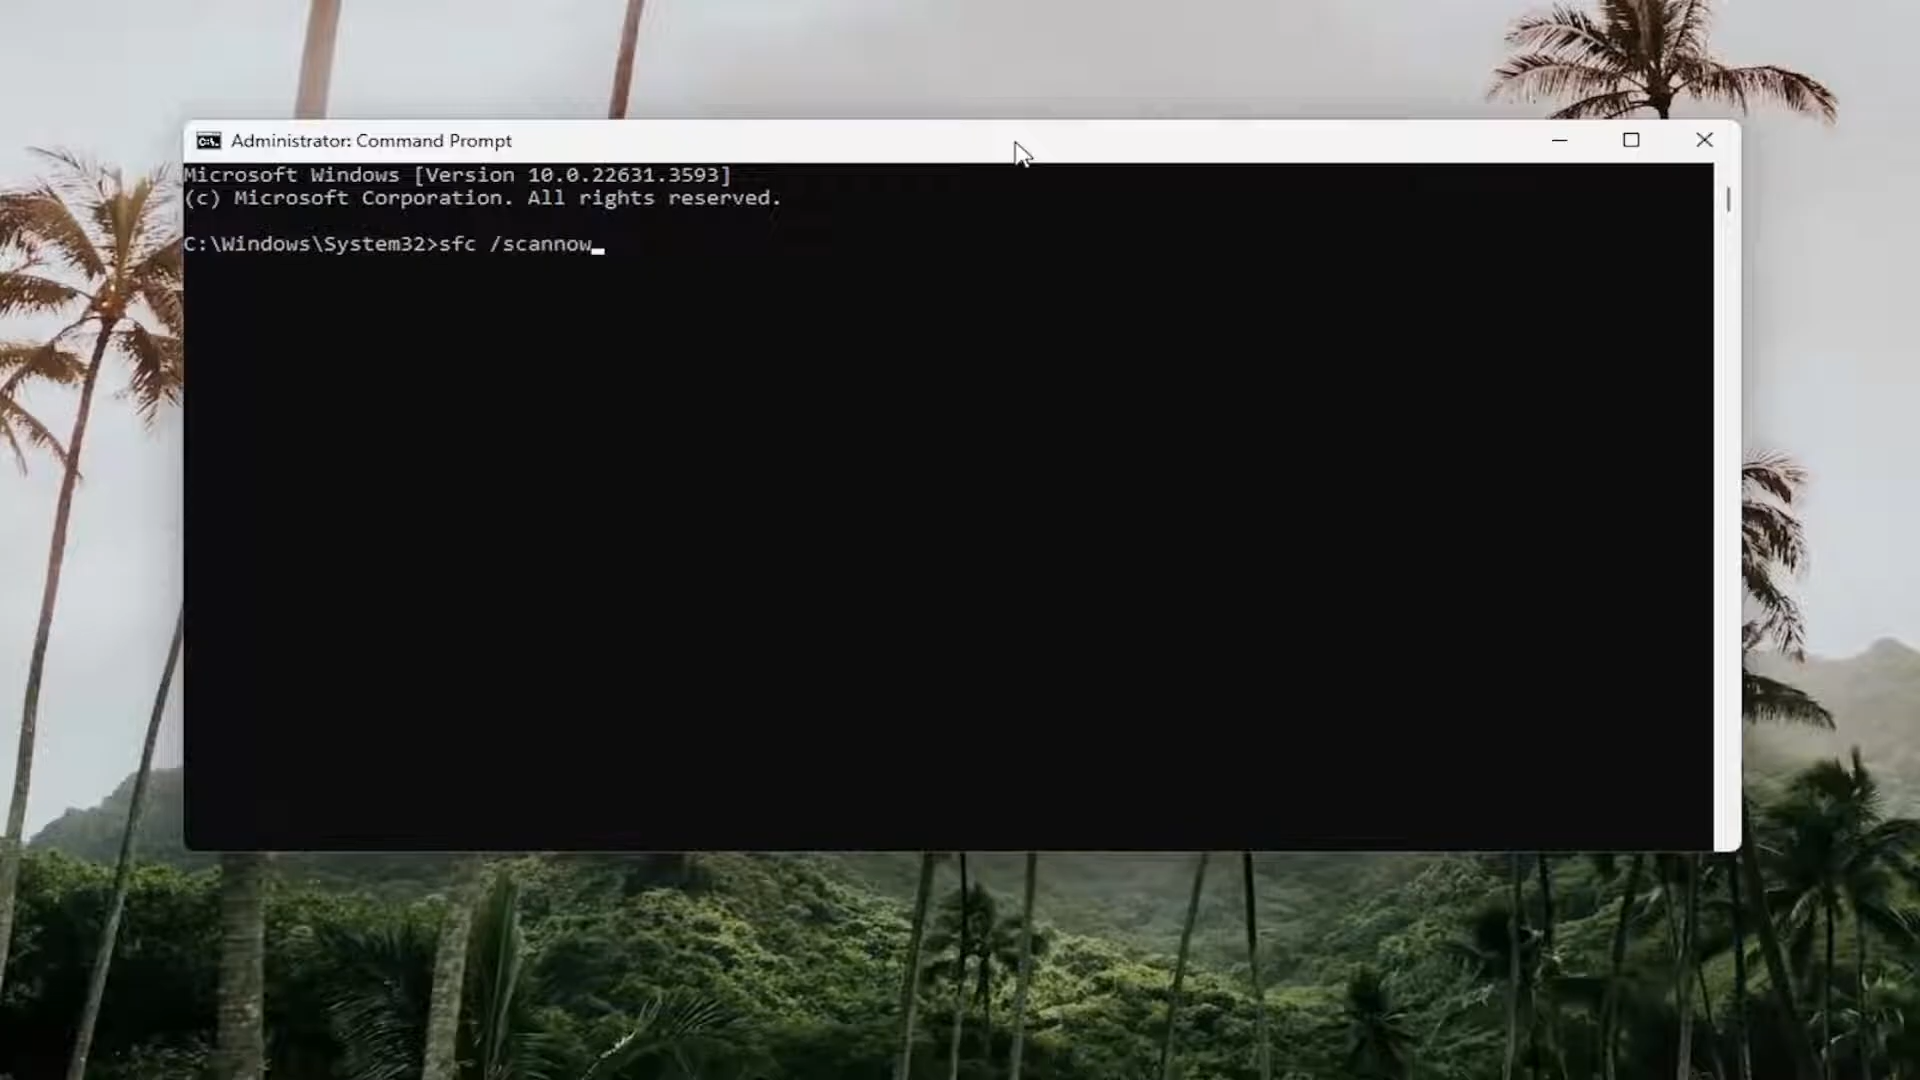 Administrator: Command Prompt
Microsoft Windows [Version 10.0.22631.3593]
(c) Microsoft Corporation. All rights reserved.
C:\Windows\System32>sfc /scannow